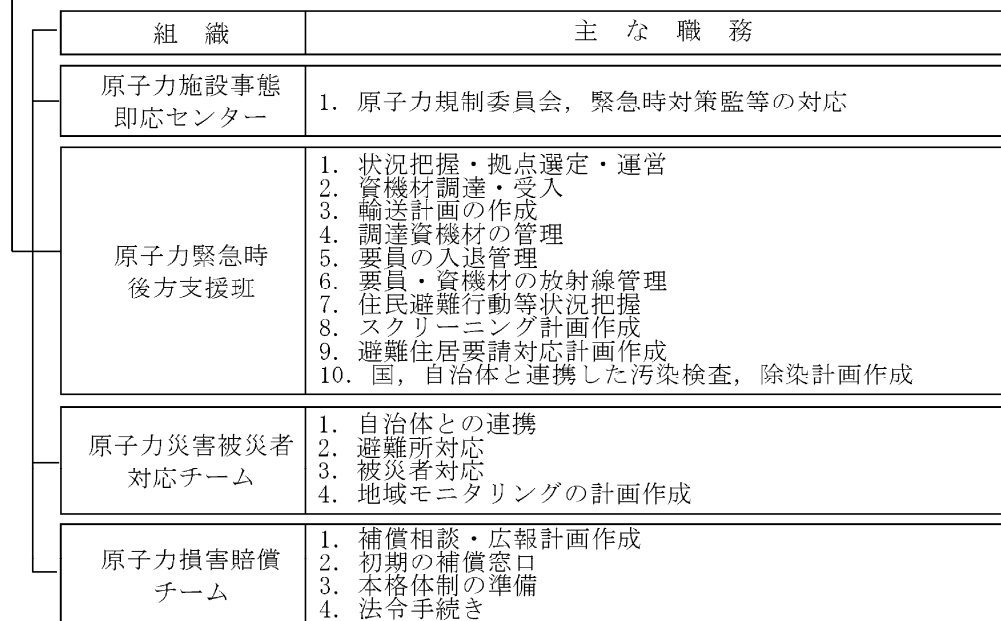 組 織
主 な 職 務
原子力施設事態
即応センター
1. 原子力規制委員会，緊急時対策監等の対応
原子力緊急時
後方支援班
1. 状況把握・拠点選定・運営
2. 資機材調達・受入
3. 輸送計画の作成
4. 調達資機材の管理
5. 要員の入退管理
6. 要員・資機材の放射線管理
7. 住民避難行動等状況把握
8. スクリーニング計画作成
9. 避難住居要請対応計画作成
10. 国，自治体と連携した汚染検査，除染計画作成
原子力災害被災者
対応チーム
1. 自治体との連携
2. 避難所対応
3. 被災者対応
4. 地域モニタリングの計画作成
原子力損害賠償
チーム
1. 補償相談・広報計画作成
2. 初期の補償窓口
3. 本格体制の準備
4. 法令手続き